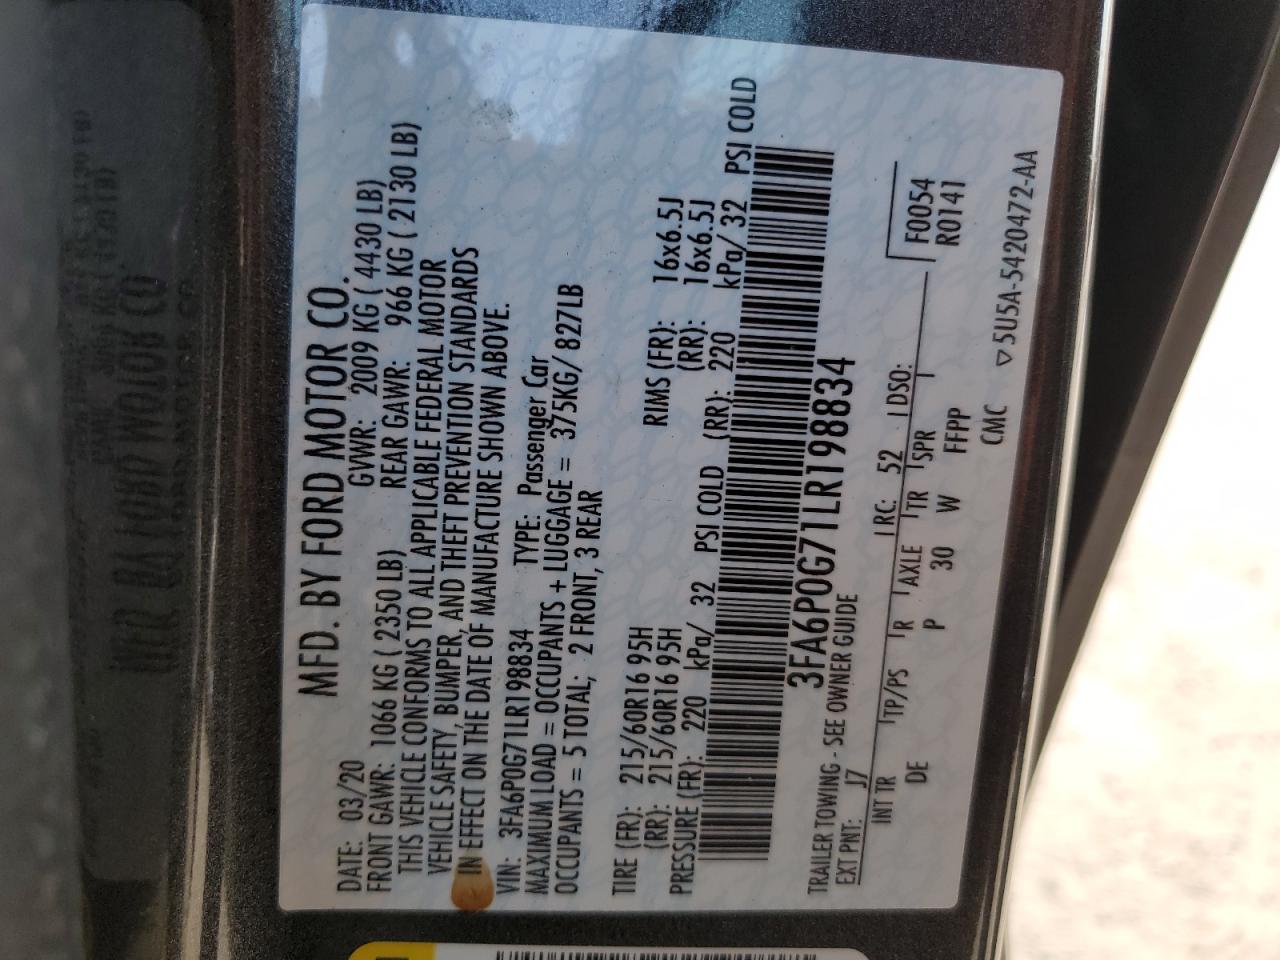 MFD. BY FORD MOTOR CO.
DATE: 03/20 GVWR: 2009 KG ( 4430 LB)
FRONT GAWR: 1066 KG ( 2350 LB) REAR GAWR: 966 KG ( 2130 LB)
THIS VEHICLE CONFORMS TO ALL APPLICABLE FEDERAL MOTOR
VEHICLE SAFETY, BUMPER, AND THEFT PREVENTION STANDARDS
IN EFFECT ON THE DATE OF MANUFACTURE SHOWN ABOVE.
VIN: 3FA6P0G71LR198834 TYPE: Passenger Car
MAXIMUM LOAD = OCCUPANTS + LUGGAGE = 375KG/ 827LB
OCCUPANTS = 5 TOTAL; 2 FRONT, 3 REAR
TIRE (FR): 215/60R16 95H RIMS (FR): 16x6.5J
(RR): 215/60R16 95H (RR): 16x6.5J
PRESSURE (FR): 220 kPa/ 32 PSI COLD (RR): 220 kPa/ 32 PSI COLD
3FA6P0G71LR198834
TRAILER TOWING - SEE OWNER GUIDE
EXT PNT: J7 RC: 52 DSO: F0054
R0141
INT TR TP/PS R AXLE TR SPR
DE P 30 W FFPP
CMC ▽5U5A-5420472-AA